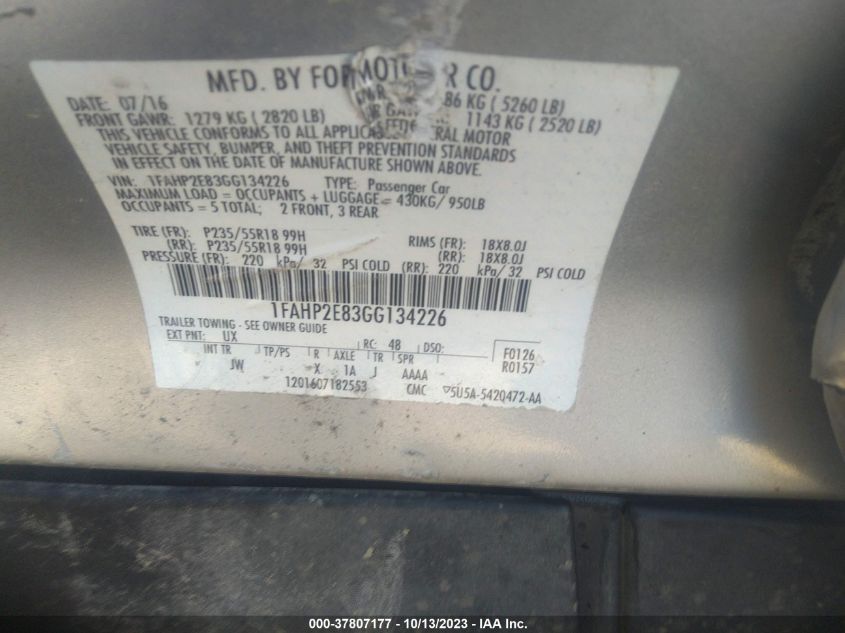 MFD. BY FOR MOTO R CO.
DATE: 07/16 86 KG ( 5260 LB)
FRONT GAWR: 1279 KG ( 2820 LB) R GAW 1143 KG ( 2520 LB)
THIS VEHICLE CONFORMS TO ALL APPLICA RAL MOTOR
VEHICLE SAFETY, BUMPER, AND THEFT PREVENTION STANDARDS
IN EFFECT ON THE DATE OF MANUFACTURE SHOWN ABOVE.
VIN: 1FAHP2E83GG134226 TYPE: Passenger Car
MAXIMUM LOAD = OCCUPANTS + LUGGAGE = 430KG/ 950LB
OCCUPANTS = 5 TOTAL; 2 FRONT, 3 REAR
TIRE (FR): P235/55R18 99H RIMS (FR): 18X8.0J
(RR): P235/55R18 99H (RR): 18X8.0J
PRESSURE (FR): 220 kPa/ 32 PSI COLD (RR): 220 kPa/ 32 PSI COLD
1FAHP2E83GG134226
TRAILER TOWING - SEE OWNER GUIDE
EXT PNT: UX RC: 48 DSO: F0126
INT TR TP/PS R AXLE TR SPR R0157
JW X 1A J AAAA
1201607182553 CMC ▽5U5A-5420472-AA
000-37807177 - 10/13/2023 - IAA Inc.